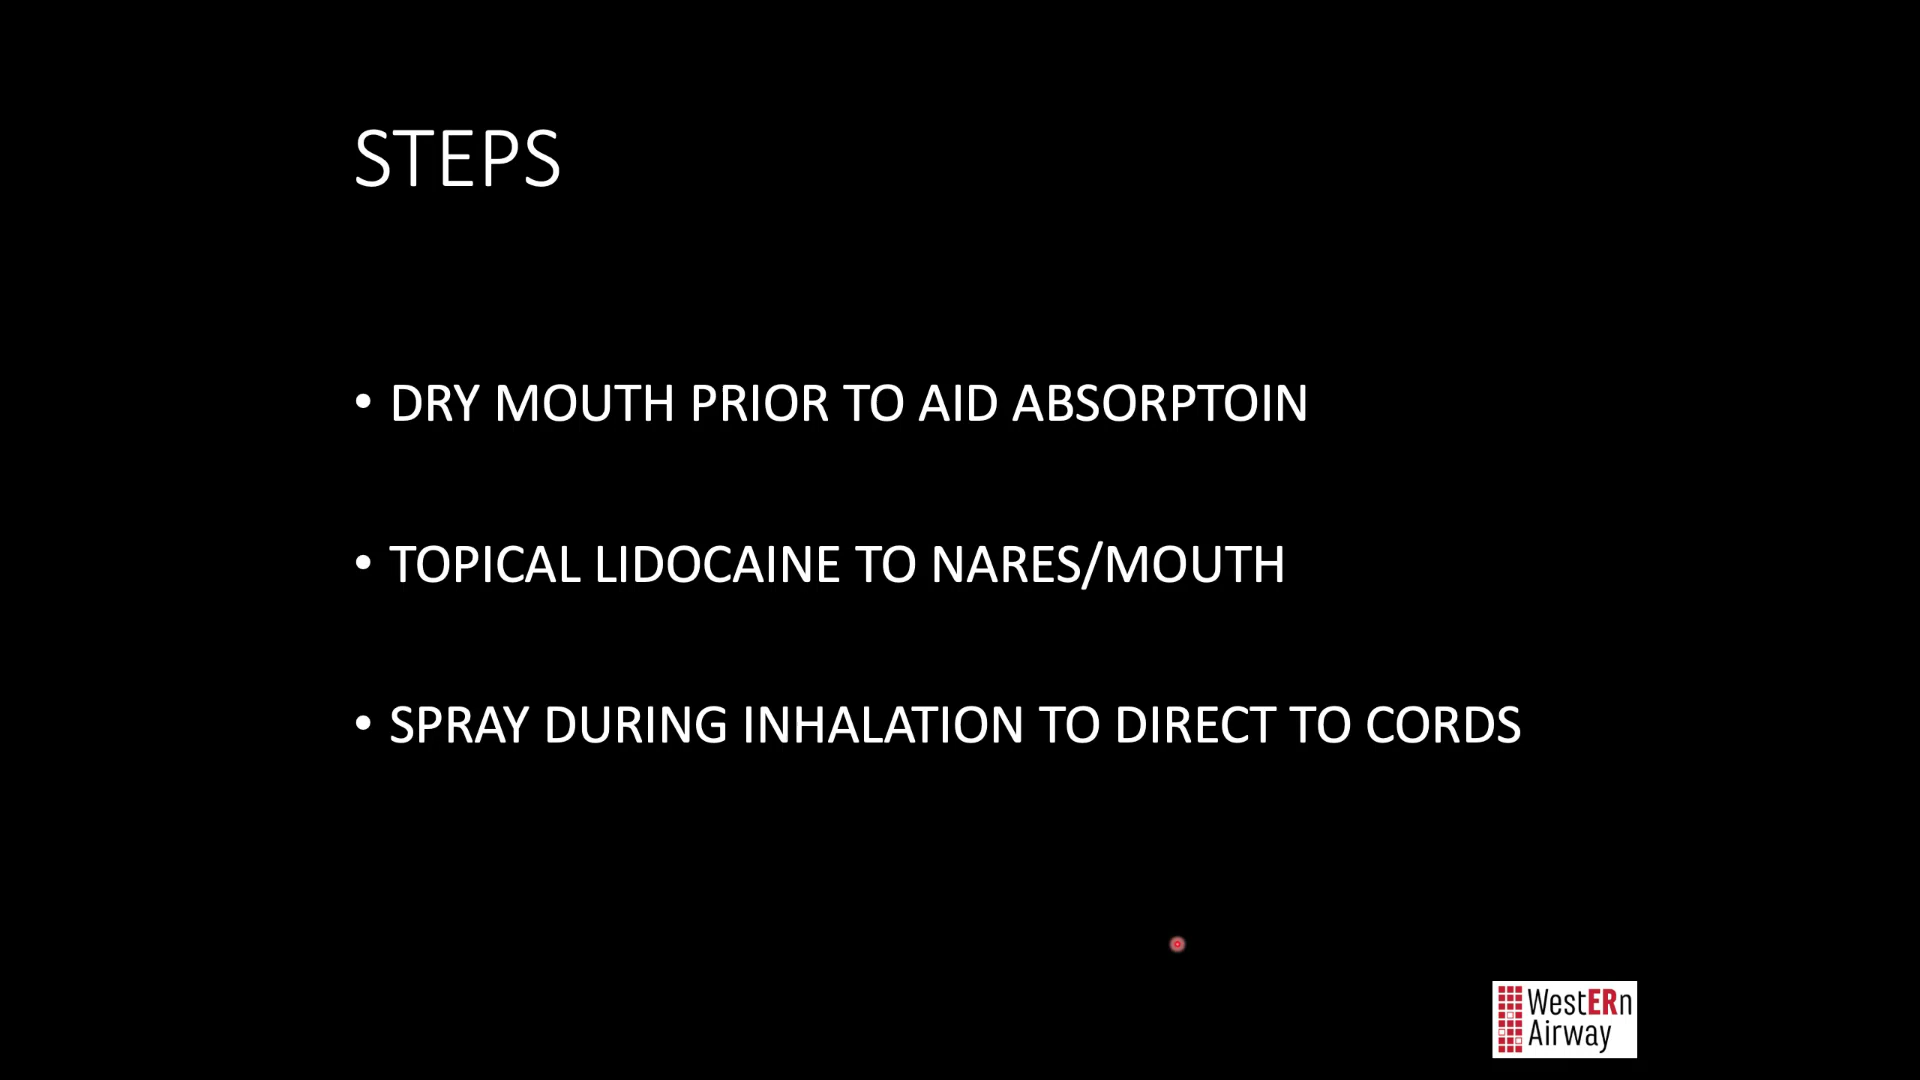 STEPS
• DRY MOUTH PRIOR TO AID ABSORPTOIN
• TOPICAL LIDOCAINE TO NARES/MOUTH
• SPRAY DURING INHALATION TO DIRECT TO CORDS
WestERn
Airway